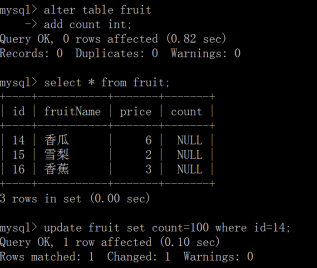 mysql> alter table fruit
    -> add count int;
Query OK, 0 rows affected (0.82 sec)
Records: 0  Duplicates: 0  Warnings: 0
mysql> select * from fruit;
+----+-----------+-------+-------+
| id | fruitName | price | count |
+----+-----------+-------+-------+
| 14 | 香瓜 | 6 | NULL |
| 15 | 雪梨 | 2 | NULL |
| 16 | 香蕉 | 3 | NULL |
+----+-----------+-------+-------+
3 rows in set (0.00 sec)
mysql> update fruit set count=100 where id=14;
Query OK, 1 row affected (0.10 sec)
Rows matched: 1  Changed: 1  Warnings: 0